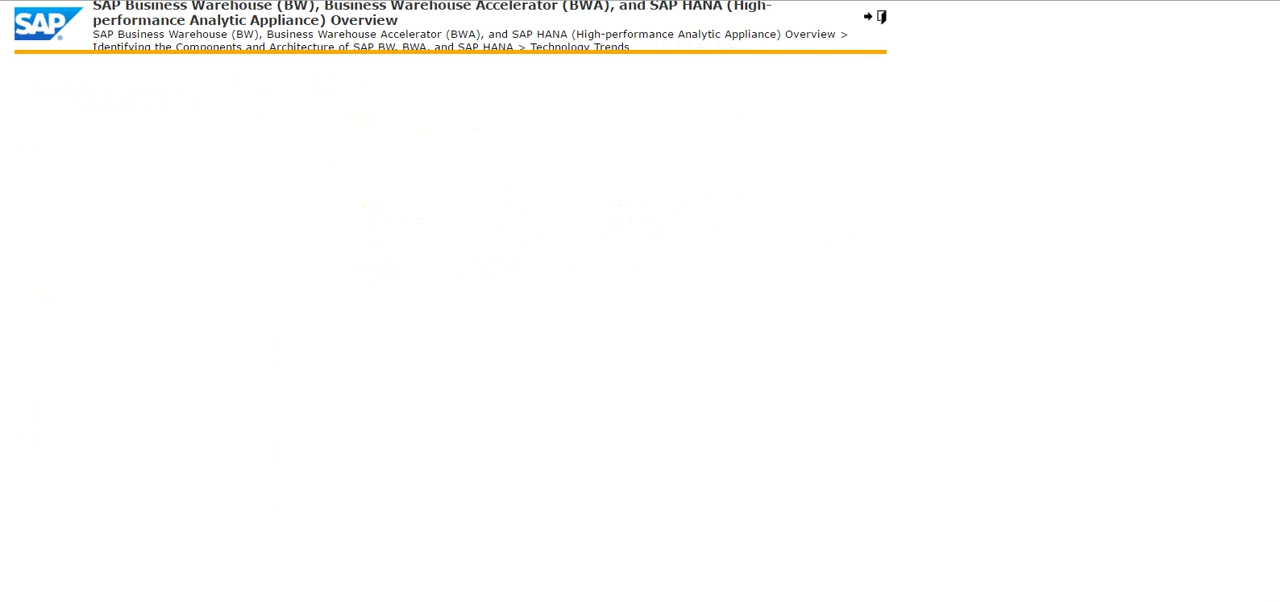 SAP Business Warehouse (BW), Business Warehouse Accelerator (BWA), and SAP HANA (High-
performance Analytic Appliance) Overview
SAP
SAP Business Warehouse (BW), Business Warehouse Accelerator (BWA), and SAP HANA (High-performance Analytic Appliance) Overview >
Identifying the Components and Architecture of SAP BW, BWA, and SAP HANA > Technology Trends